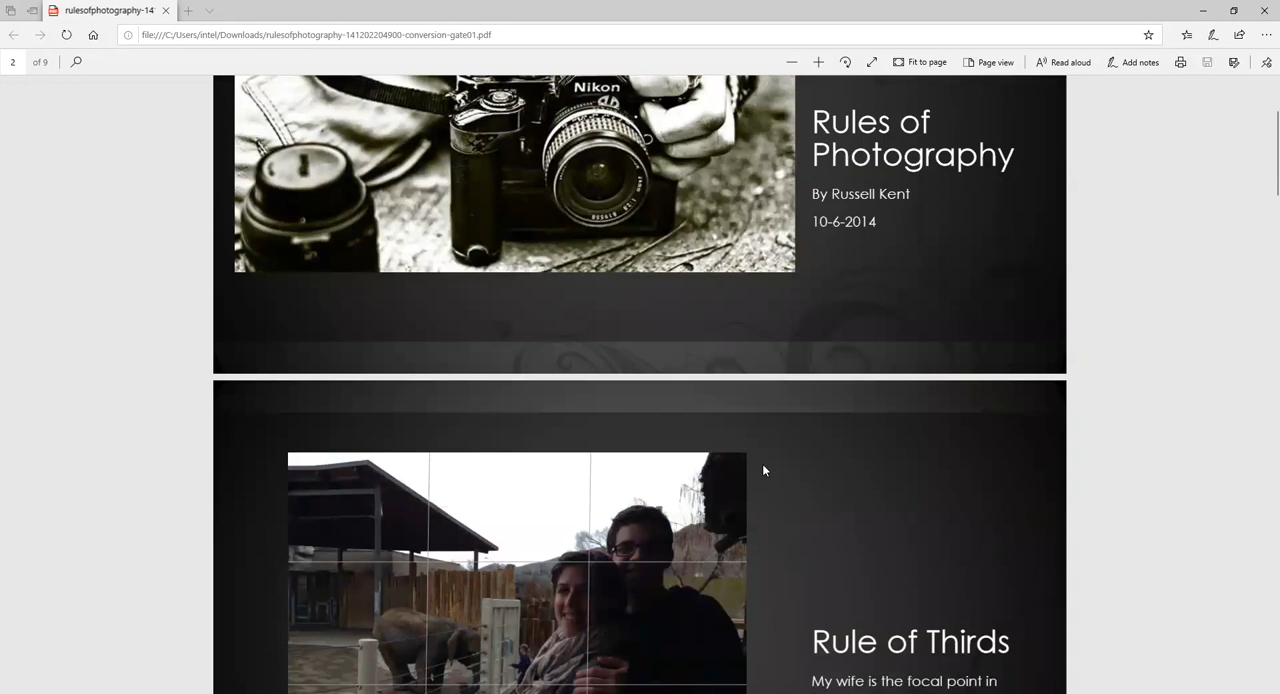 rulesofphotography-14
file:///C:/Users/intel/Downloads/rulesofphotography-141202204900-conversion-gate01.pdf
2 of 9
Fit to page
Page view
Read aloud
Add notes
Nikon
Rules of
Photography
By Russell Kent
10-6-2014
Rule of Thirds
My wife is the focal point in